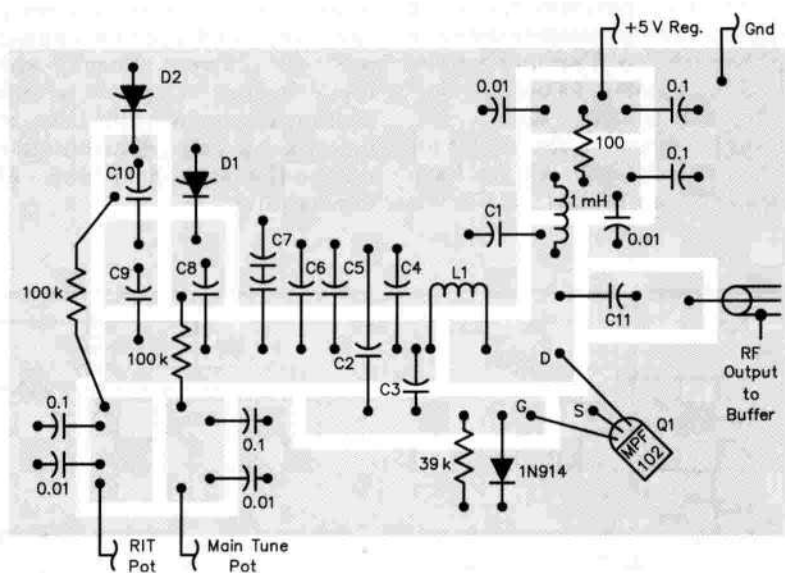 +5 V Reg.
Gnd
D2
0.01
0.1
100
0.1
C10
D1
1 mH
C1
0.01
C7
100 k
C9
C8
C6
C5
C4
L1
C11
100 k
C2
C3
D
RF
Output
to
Buffer
0.1
0.1
G
S
Q1
MPF
102
39 k
1N914
0.01
0.01
RIT
Pot
Main Tune
Pot